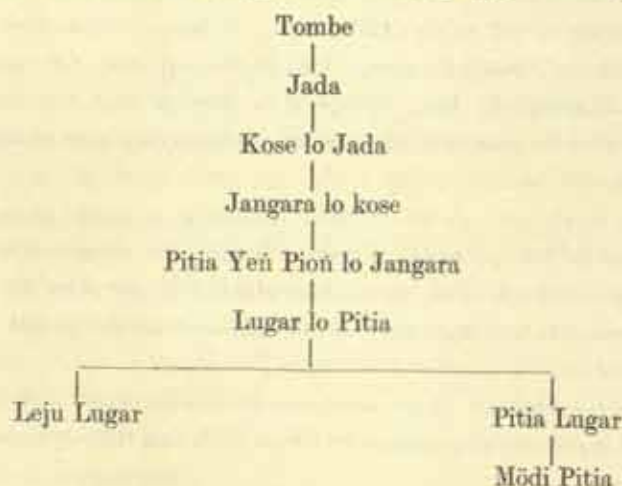 Tombe
Jada
Kose lo Jada
Jangara lo kose
Pitia Yeṅ Pioṅ lo Jangara
Lugar lo Pitia
Leju Lugar Pitia Lugar
Mödi Pitia